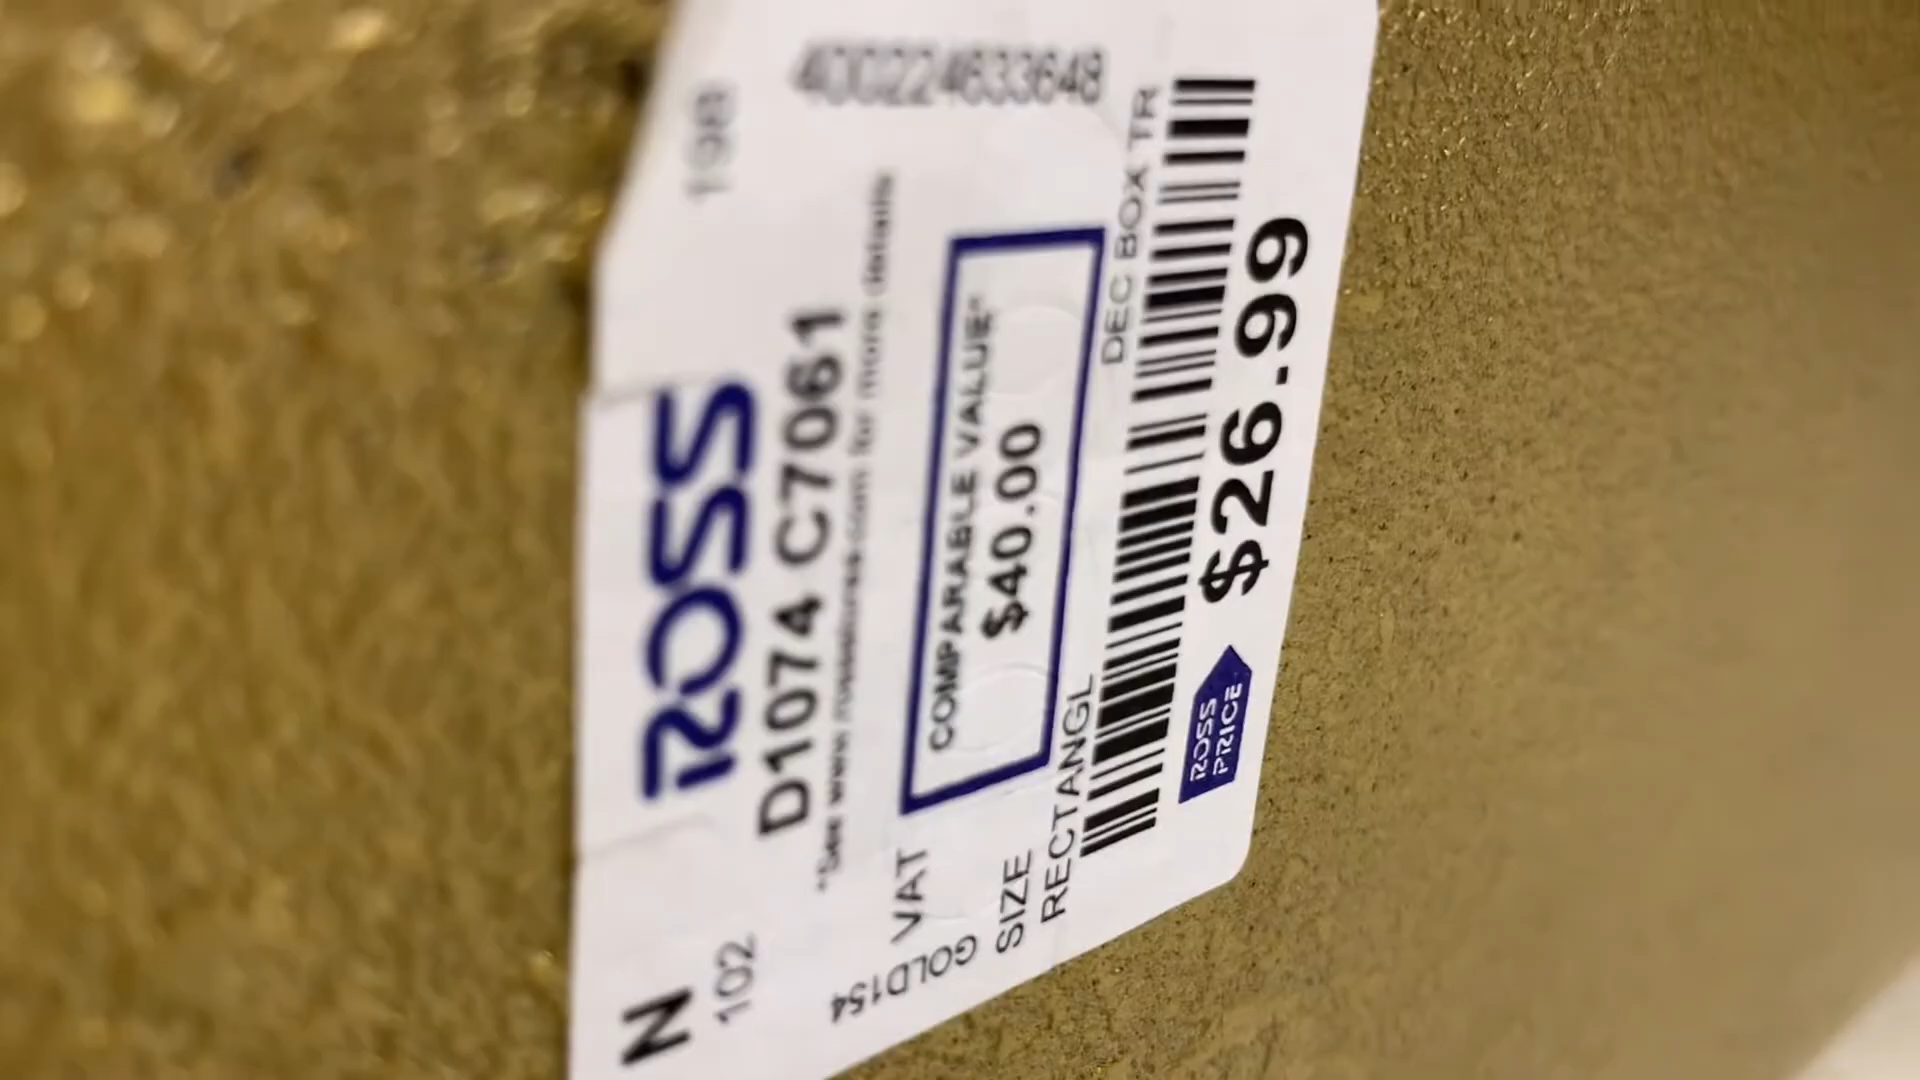 N
ROSS
102
198
D1074 C7061
*See www.rossstores.com for more details
400224633648
VAT
GOLD154
COMPARABLE VALUE*
$40.00
SIZE
RECTANGL
DEC BOX TR
ROSS
PRICE
$26.99